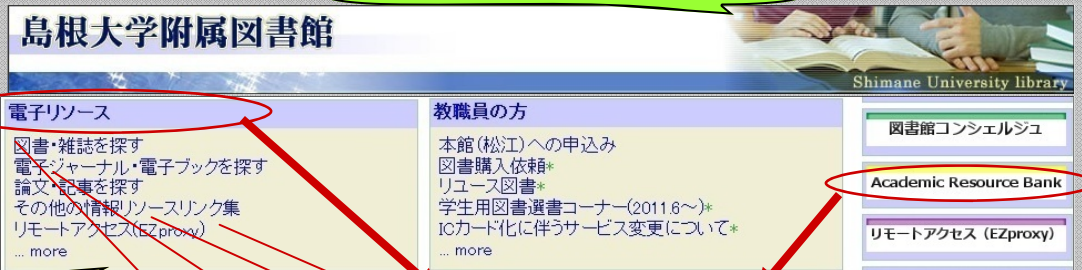 島根大学附属図書館
Shimane University library
電子リソース
図書・雑誌を探す
電子ジャーナル・電子ブックを探す
論文・記事を探す
その他の情報リソースリンク集
リモートアクセス(EZproxy)
... more
教職員の方
本館(松江)への申込み
図書購入依頼*
リユース図書*
学生用図書選書コーナー(2011.6～)*
ICカード化に伴うサービス変更について*
... more
図書館コンシェルジュ
Academic Resource Bank
リモートアクセス (EZproxy)